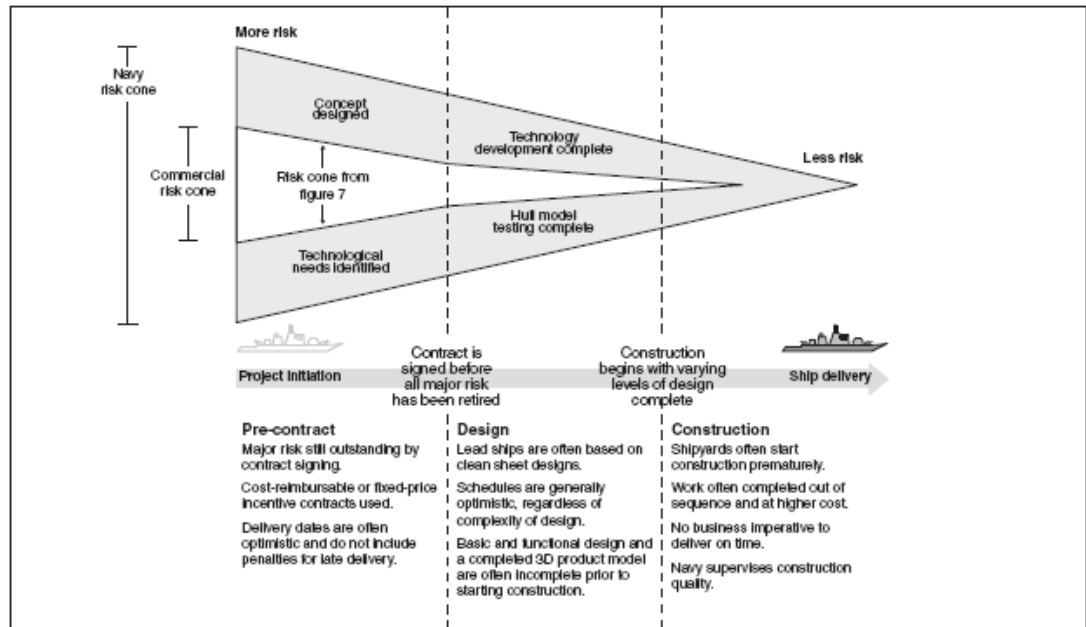 More risk
Navy
risk cone
Concept
designed
Technology
development complete
Less risk
Commercial
risk cone
Risk cone from
figure 7
Hull model
testing complete
Technological
needs identified
Project initiation
Contract is
signed before
all major risk
has been retired
Construction
begins with varying
levels of design
complete
Ship delivery
Pre-contract
Major risk still outstanding by
contract signing.
Cost-reimbursable or fixed-price
incentive contracts used.
Delivery dates are often
optimistic and do not include
penalties for late delivery.
Design
Lead ships are often based on
clean sheet designs.
Schedules are generally
optimistic, regardless of
complexity of design.
Basic and functional design and
a completed 3D product model
are often incomplete prior to
starting construction.
Construction
Shipyards often start
construction prematurely.
Work often completed out of
sequence and at higher cost.
No business imperative to
deliver on time.
Navy supervises construction
quality.